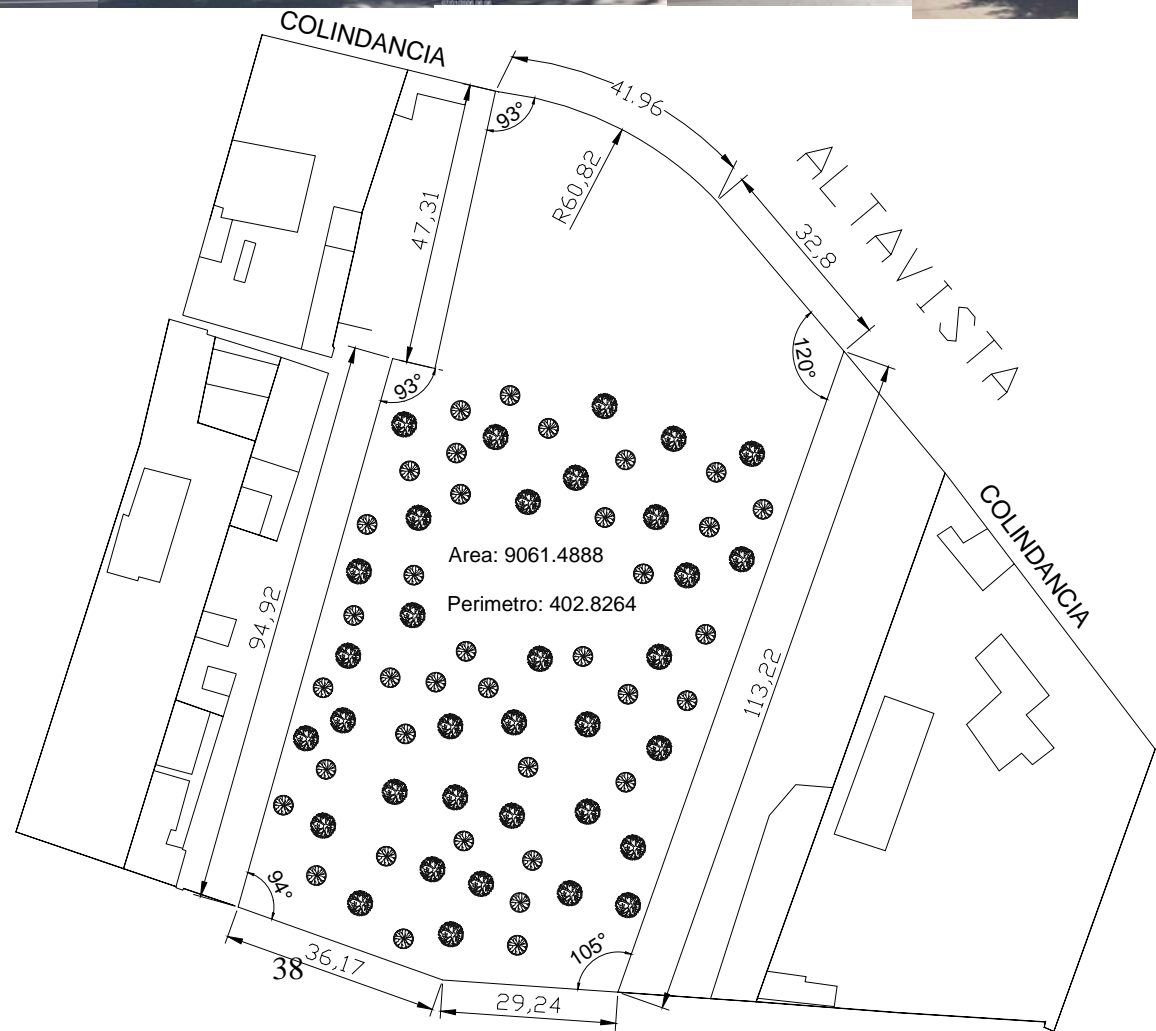 COLINDANCIA
41.96
93°
R60,82
47,31
ALTAVISTA
32,8
120°
93°
COLINDANCIA
Area: 9061.4888
Perimetro: 402.8264
94,92
113,22
94°
105°
36,17
38
29,24